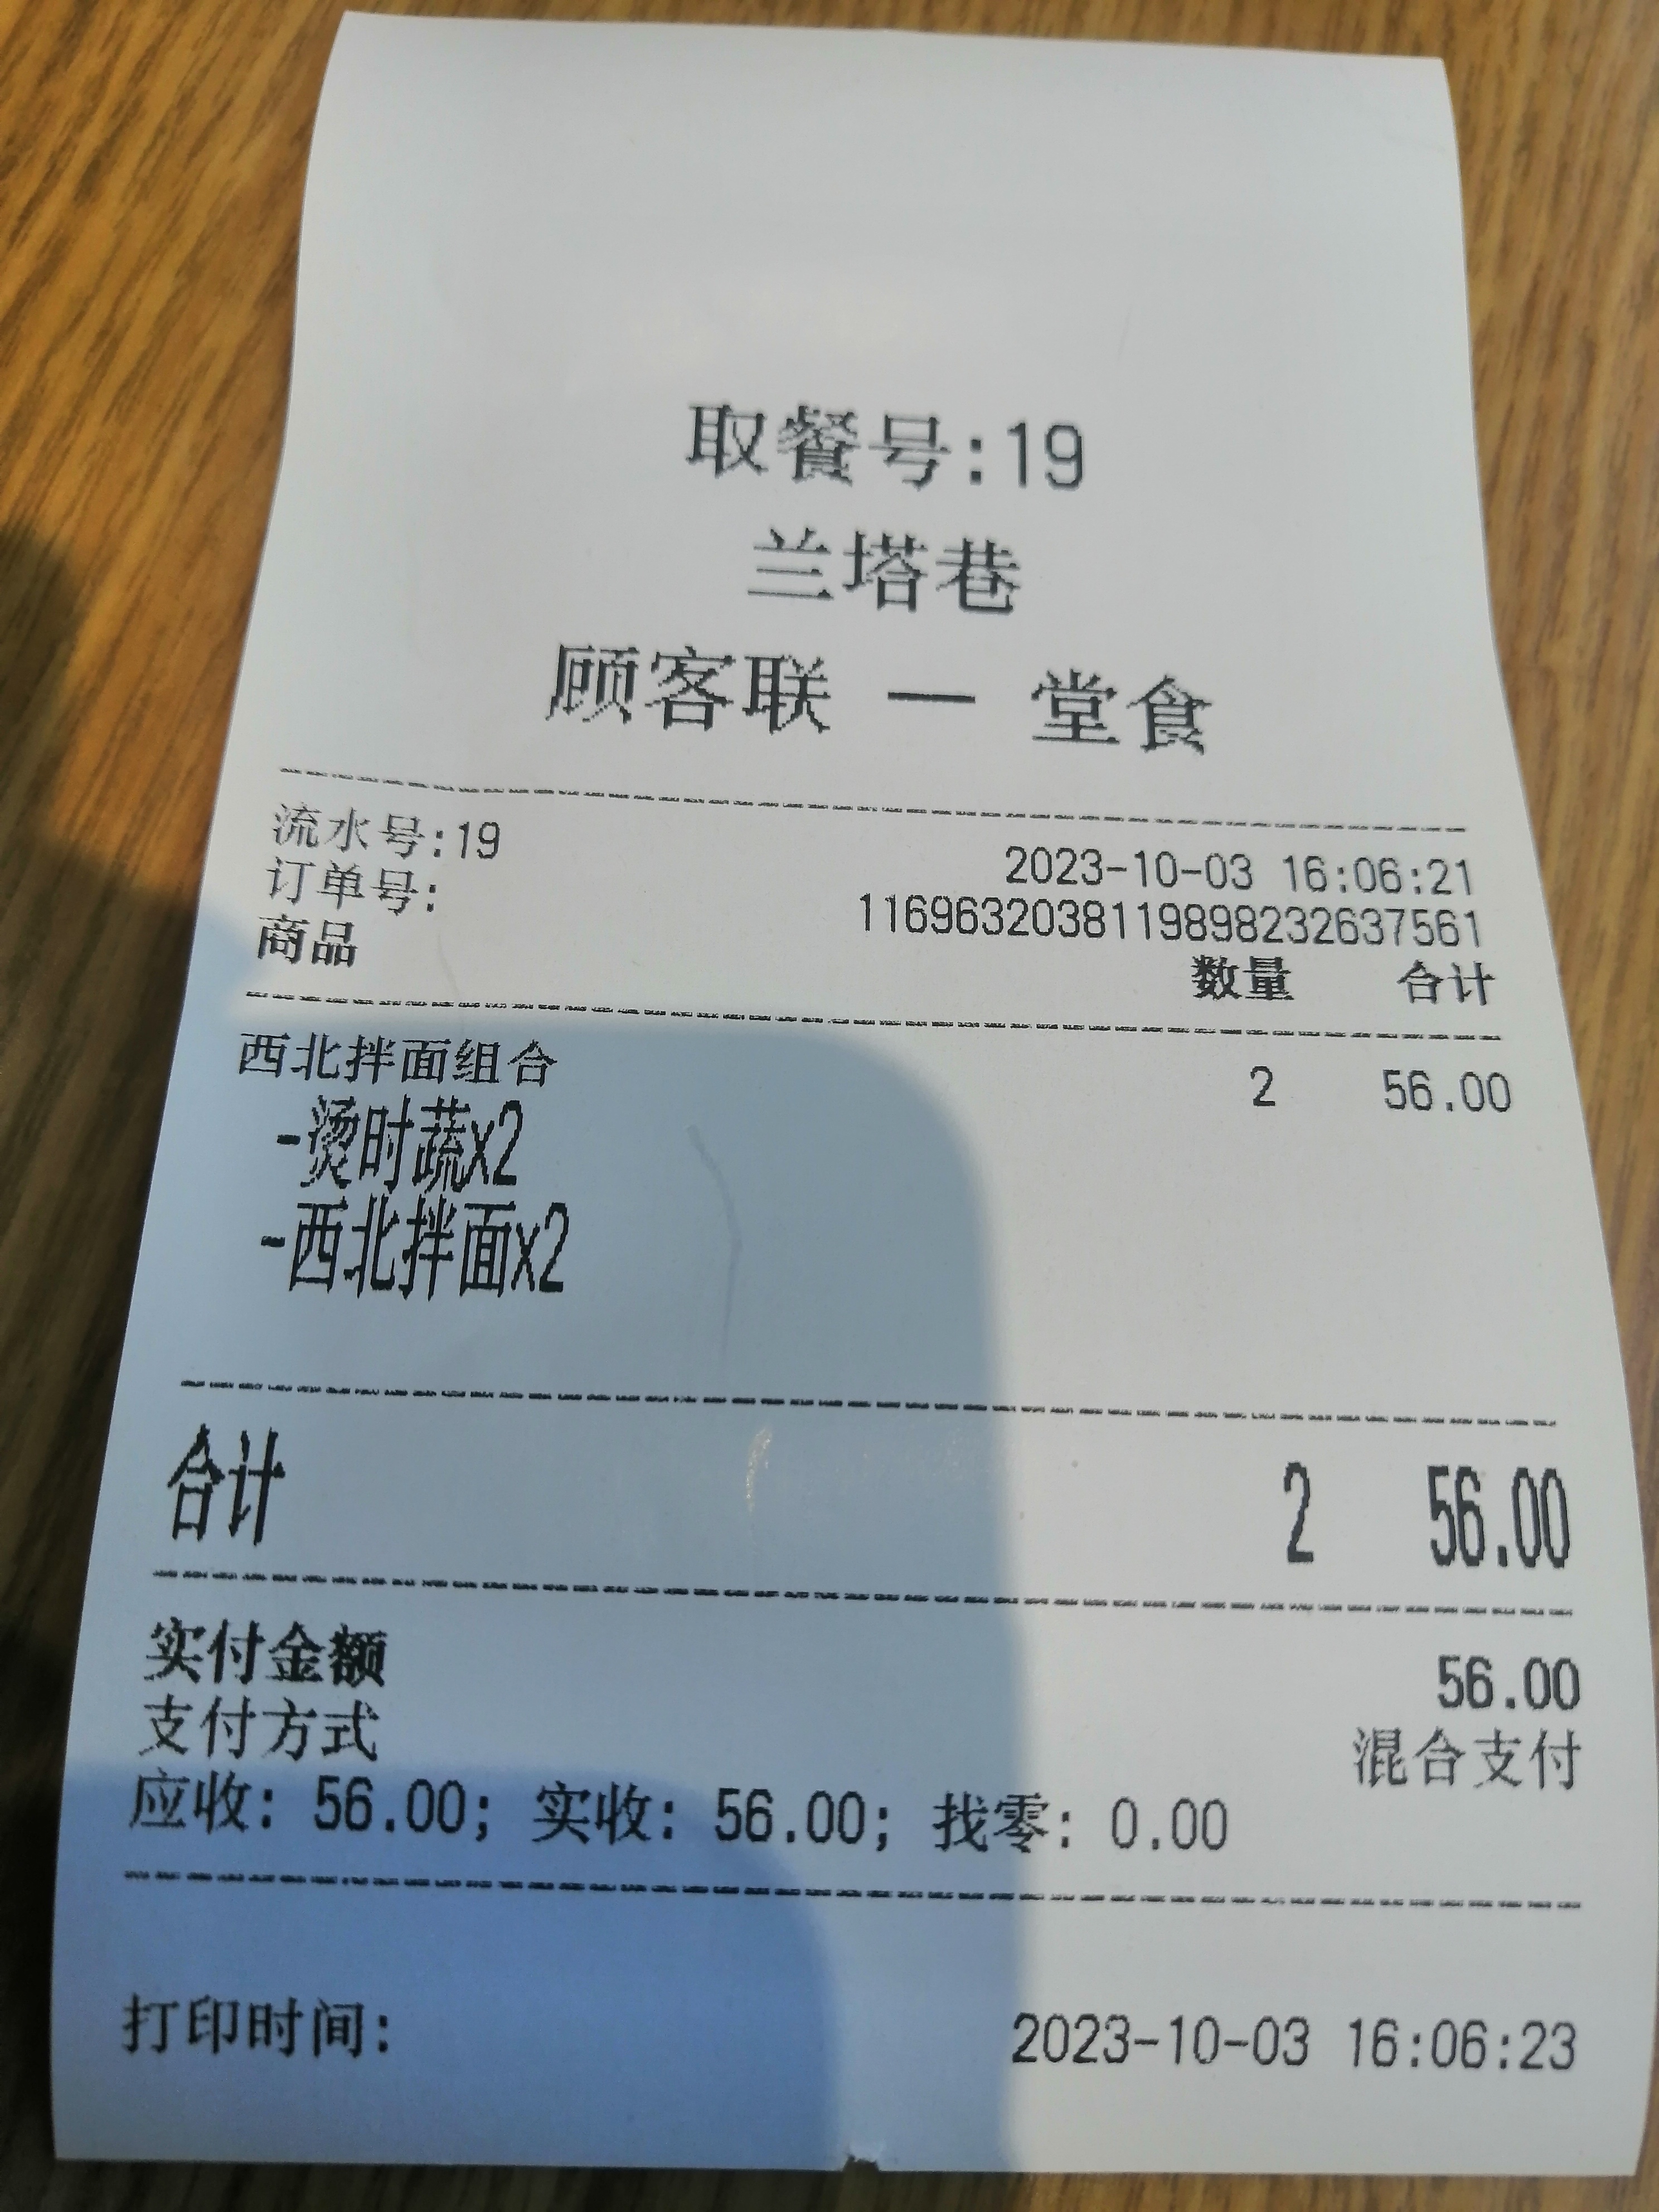 取餐号:19
兰塔巷
顾客联 一 堂食
流水号:19 2023-10-03 16:06:21
订单号: 1169632038119898232637561
商品 数量 合计
西北拌面组合 2 56.00
-烫时蔬x2
-西北拌面x2
合计 2 56.00
实付金额 56.00
支付方式 混合支付
应收: 56.00; 实收: 56.00; 找零: 0.00
打印时间: 2023-10-03 16:06:23